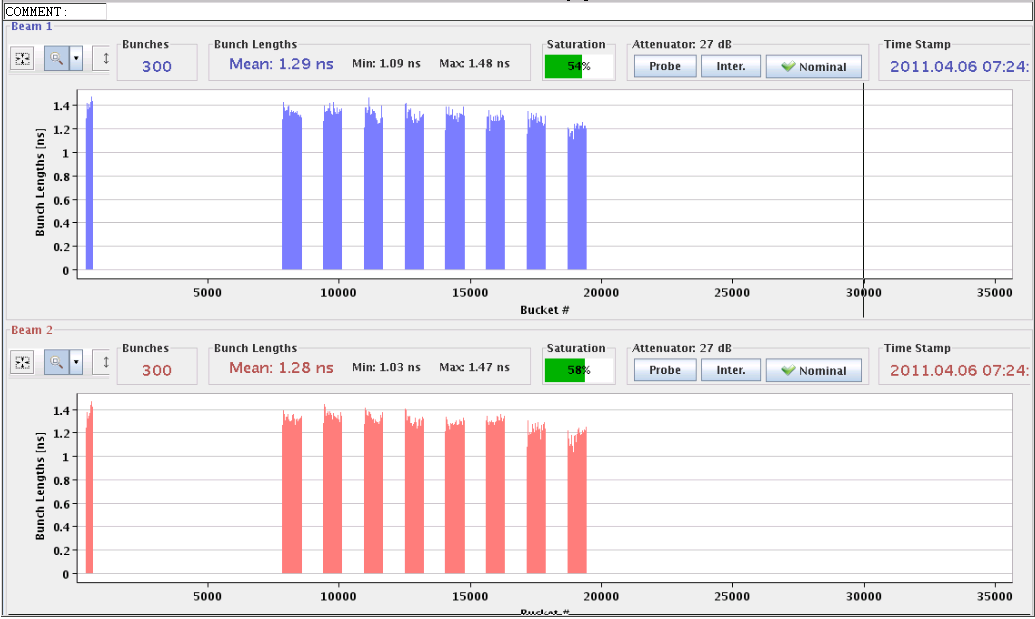 COMMENT:
Beam 1
Bunches
300
Bunch Lengths
Mean: 1.29 ns Min: 1.09 ns Max: 1.48 ns
Saturation
54%
Attenuator: 27 dB
Probe Inter. Nominal
Time Stamp
2011.04.06 07:24:
Bunch Lengths [ns]
1.4
1.2
1
0.8
0.6
0.4
0.2
0
5000 10000 15000 20000 25000 30000 35000
Bucket #
Beam 2
Bunches
300
Bunch Lengths
Mean: 1.28 ns Min: 1.03 ns Max: 1.47 ns
Saturation
58%
Attenuator: 27 dB
Probe Inter. Nominal
Time Stamp
2011.04.06 07:24:
Bunch Lengths [ns]
1.4
1.2
1
0.8
0.6
0.4
0.2
0
5000 10000 15000 20000 25000 30000 35000
Bucket #